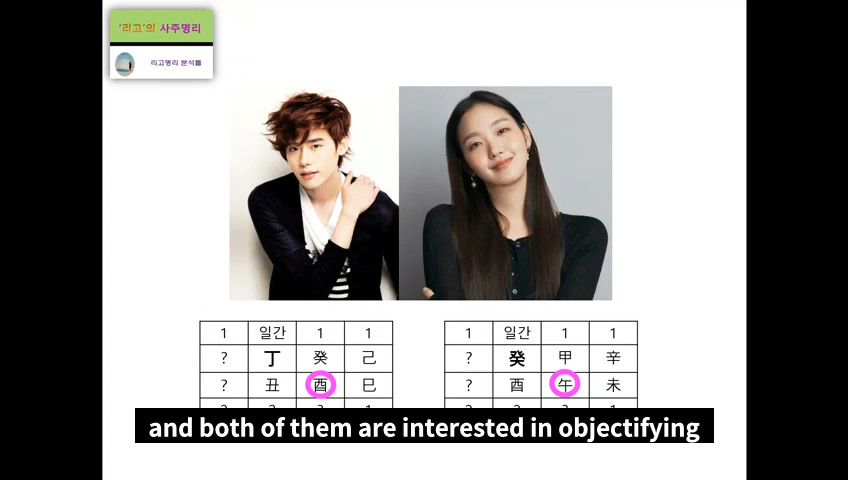 '리고'의 사주명리
리고명리 분석틀
1 일간 1 1
? 丁 癸 己
? 丑 酉 巳
1 일간 1 1
? 癸 甲 辛
? 酉 午 未
and both of them are interested in objectifying